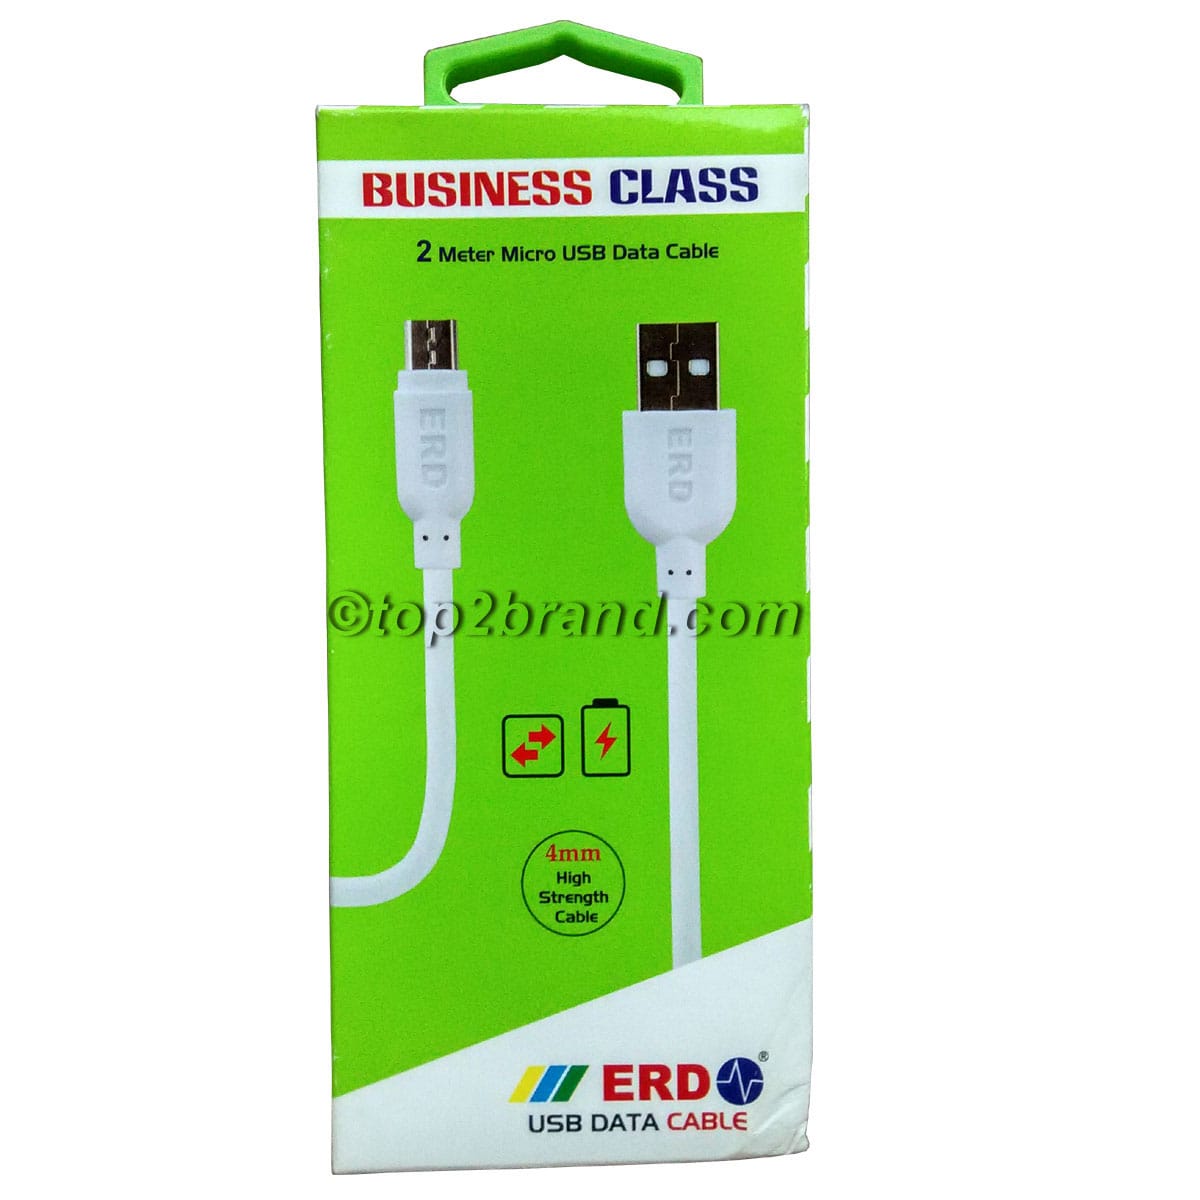 BUSINESS CLASS
2 Meter Micro USB Data Cable
ERD
ERD
©top2brand.com
4mm
High
Strength
Cable
ERD ®
USB DATA CABLE